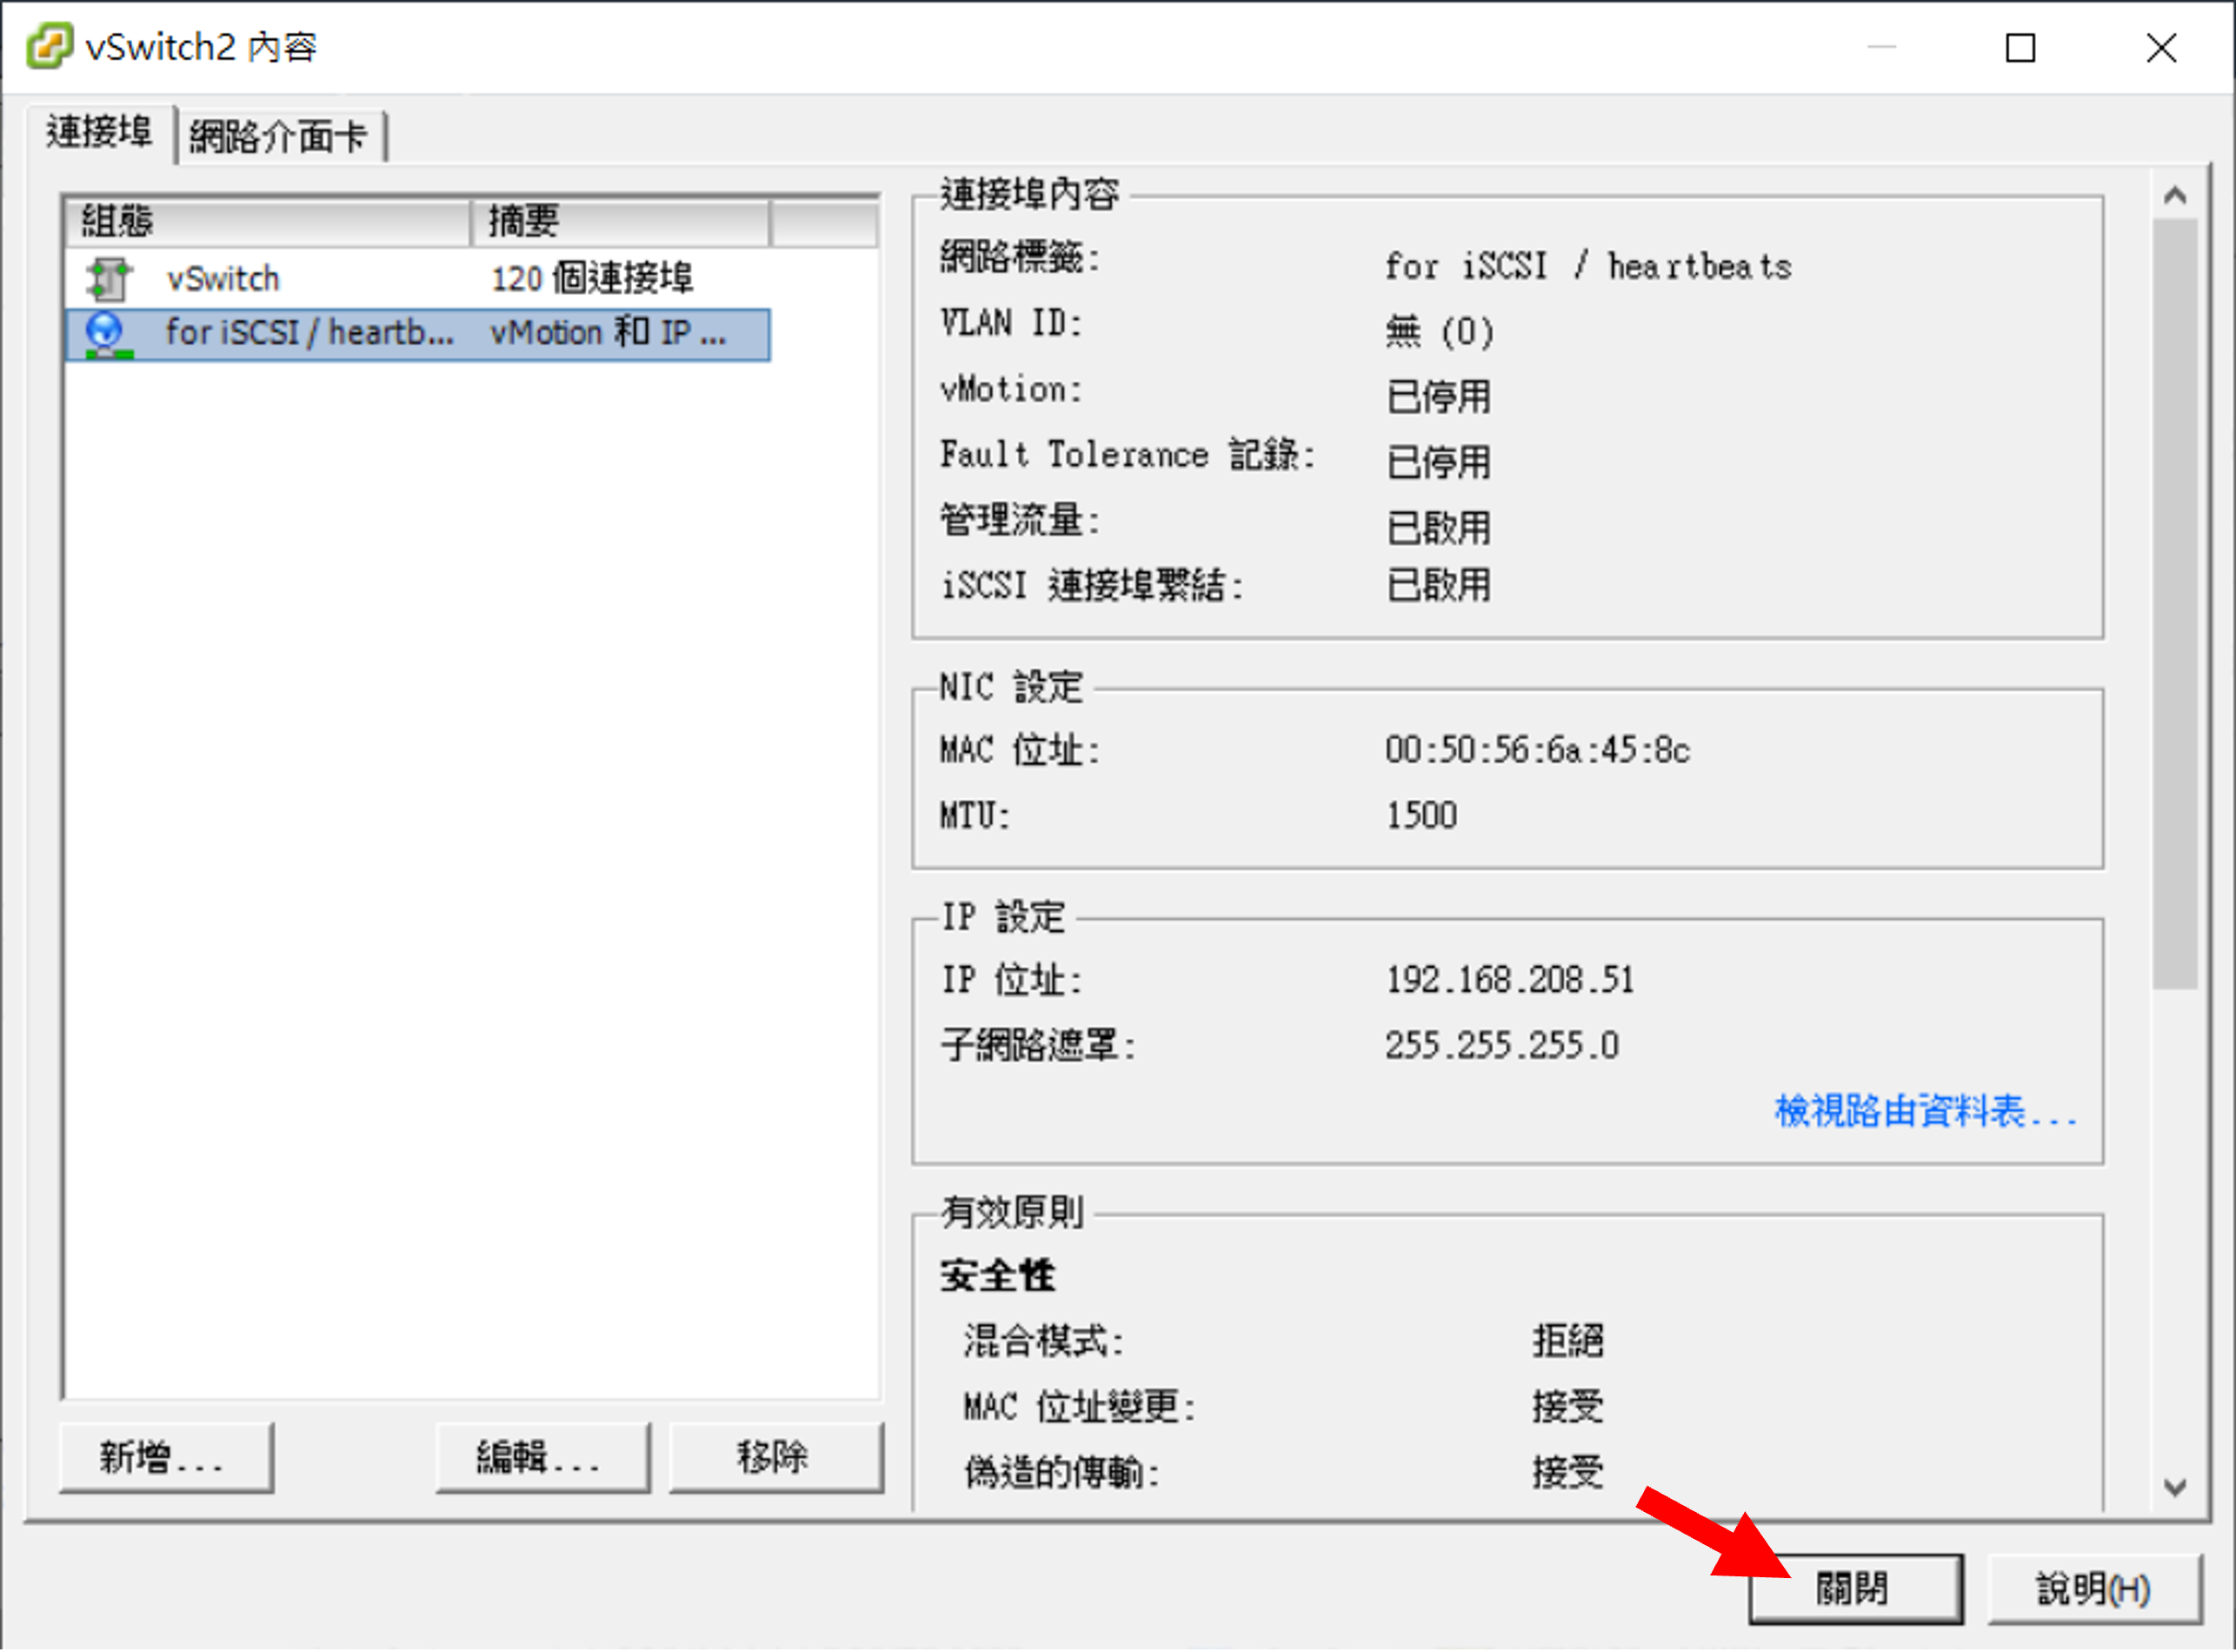 vSwitch2 內容
連接埠 網路介面卡
組態 摘要
vSwitch 120 個連接埠
for iSCSI / heartb... vMotion 和 IP ...
新增... 編輯... 移除
連接埠內容
網路標籤: for iSCSI / heartbeats
VLAN ID: 無 (0)
vMotion: 已停用
Fault Tolerance 記錄: 已停用
管理流量: 已啟用
iSCSI 連接埠繫結: 已啟用
NIC 設定
MAC 位址: 00:50:56:6a:45:8c
MTU: 1500
IP 設定
IP 位址: 192.168.208.51
子網路遮罩: 255.255.255.0
檢視路由資料表...
有效原則
安全性
混合模式: 拒絕
MAC 位址變更: 接受
偽造的傳輸: 接受
關閉 說明(H)